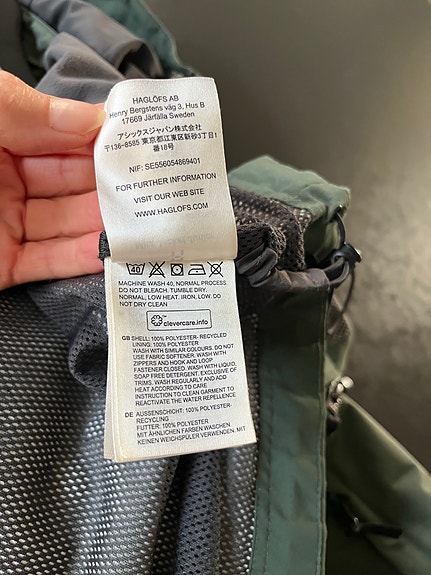 HAGLÖFS AB
Henry Bergstens väg 3, Hus B
17669 Järfälla Sweden
アシックスジャパン株式会社
〒136-8585 東京都江東区新砂3丁目1
番18号
NIF: SE556054869401
FOR FURTHER INFORMATION
VISIT OUR WEB SITE
WWW.HAGLOFS.COM
40
MACHINE WASH 40, NORMAL PROCESS.
DO NOT BLEACH. TUMBLE DRY,
NORMAL, LOW HEAT. IRON, LOW. DO
NOT DRY CLEAN
clevercare.info
GB SHELL: 100% POLYESTER- RECYCLED
LINING: 100% POLYESTER
WASH WITH SIMILAR COLOURS. DO NOT
USE FABRIC SOFTENER. WASH WITH
ZIPPERS AND HOOK AND LOOP
FASTENER CLOSED. WASH WITH LIQUID,
SOAP FREE DETERGENT. EXCLUSIVE OF
TRIMS. WASH REGULARLY AND ADD
HEAT ACCORDING TO CARE
INSTRUCTION TO CLEAN GARMENT TO
REACTIVATE THE WATER REPELLENCE
DE AUSSENSCHICHT: 100% POLYESTER-
RECYCLING
FUTTER: 100% POLYESTER
MIT ÄHNLICHEN FARBEN WASCHEN.
KEINEN WEICHSPÜLER VERWENDEN. MIT